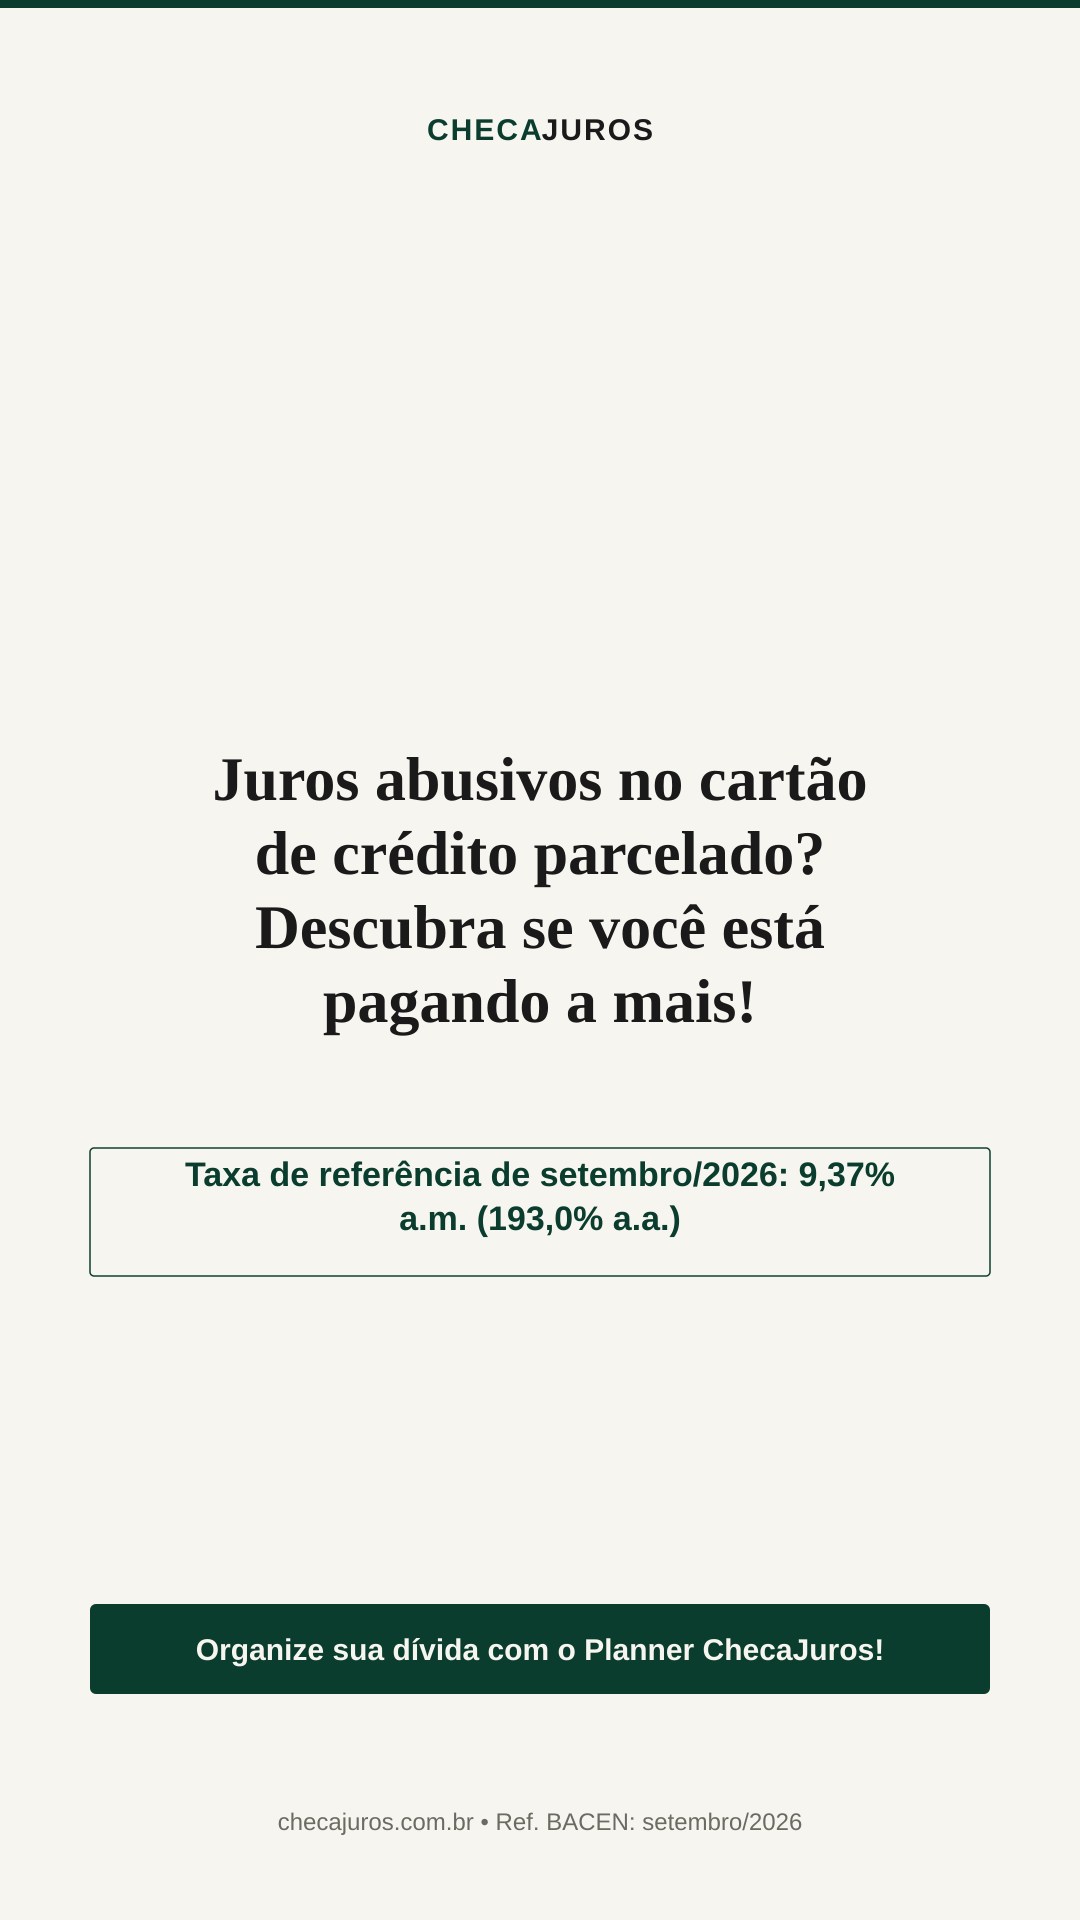 CHECAJUROS
Juros abusivos no cartão
de crédito parcelado?
Descubra se você está
pagando a mais!
Taxa de referência de setembro/2026: 9,37%
a.m. (193,0% a.a.)
Organize sua dívida com o Planner ChecaJuros!
checajuros.com.br • Ref. BACEN: setembro/2026